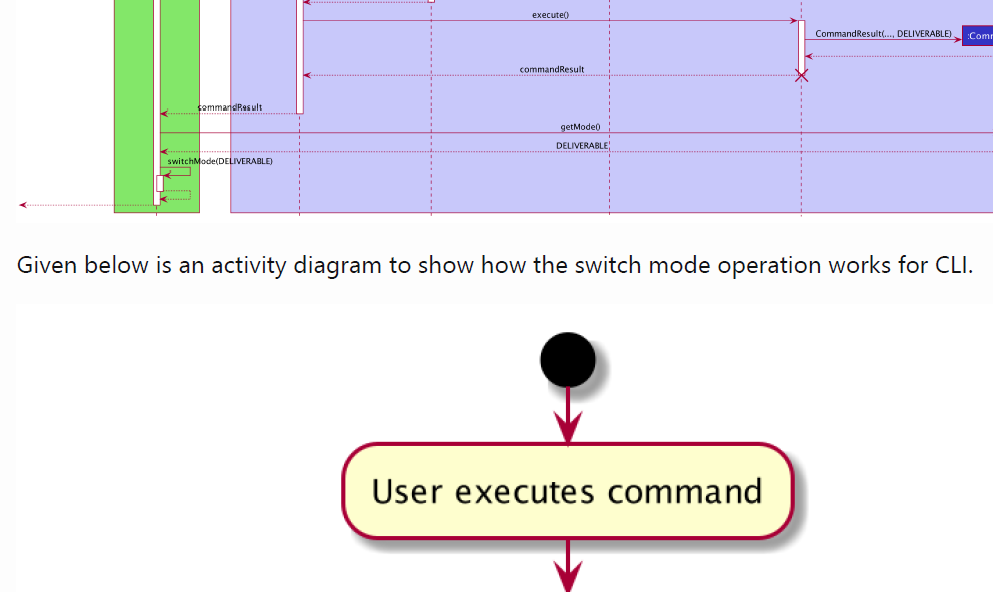 execute()
CommandResult(..., DELIVERABLE)
:Comm
commandResult
commandResult
getMode()
DELIVERABLE
switchMode(DELIVERABLE)
Given below is an activity diagram to show how the switch mode operation works for CLI.
User executes command